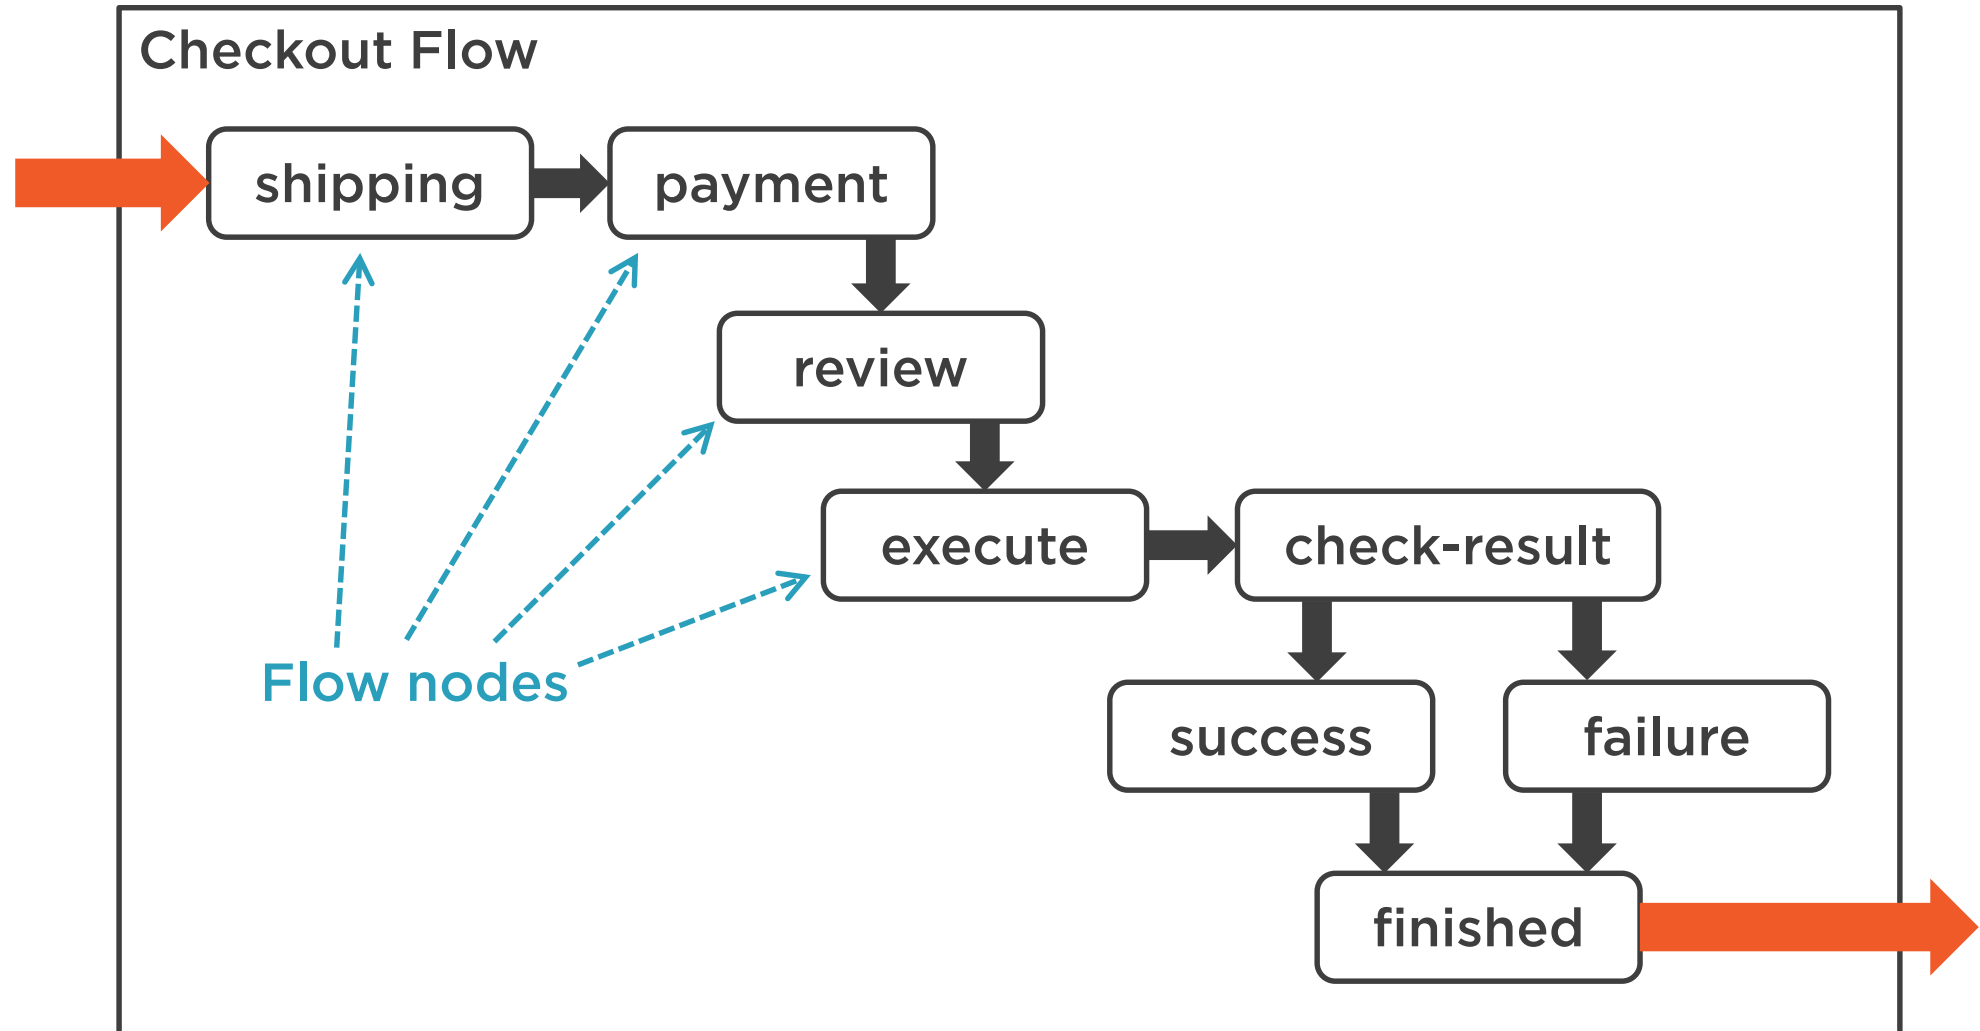 Checkout Flow
shipping
payment
review
execute
check-result
Flow nodes
success
failure
finished